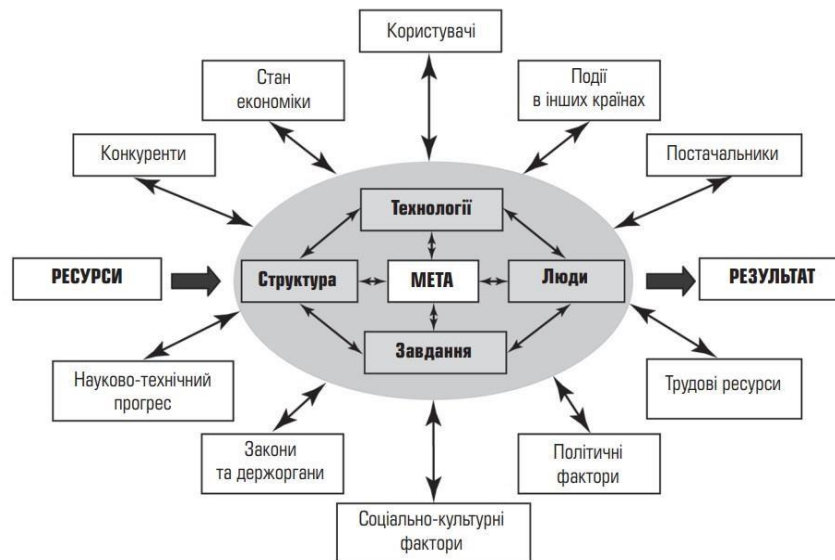 Користувачі
Стан
економіки
Події
в інших країнах
Конкуренти
Постачальники
Технології
РЕСУРСИ
Структура
МЕТА
Люди
РЕЗУЛЬТАТ
Завдання
Науково-технічний
прогрес
Трудові ресурси
Закони
та держоргани
Політичні
фактори
Соціально-культурні
фактори